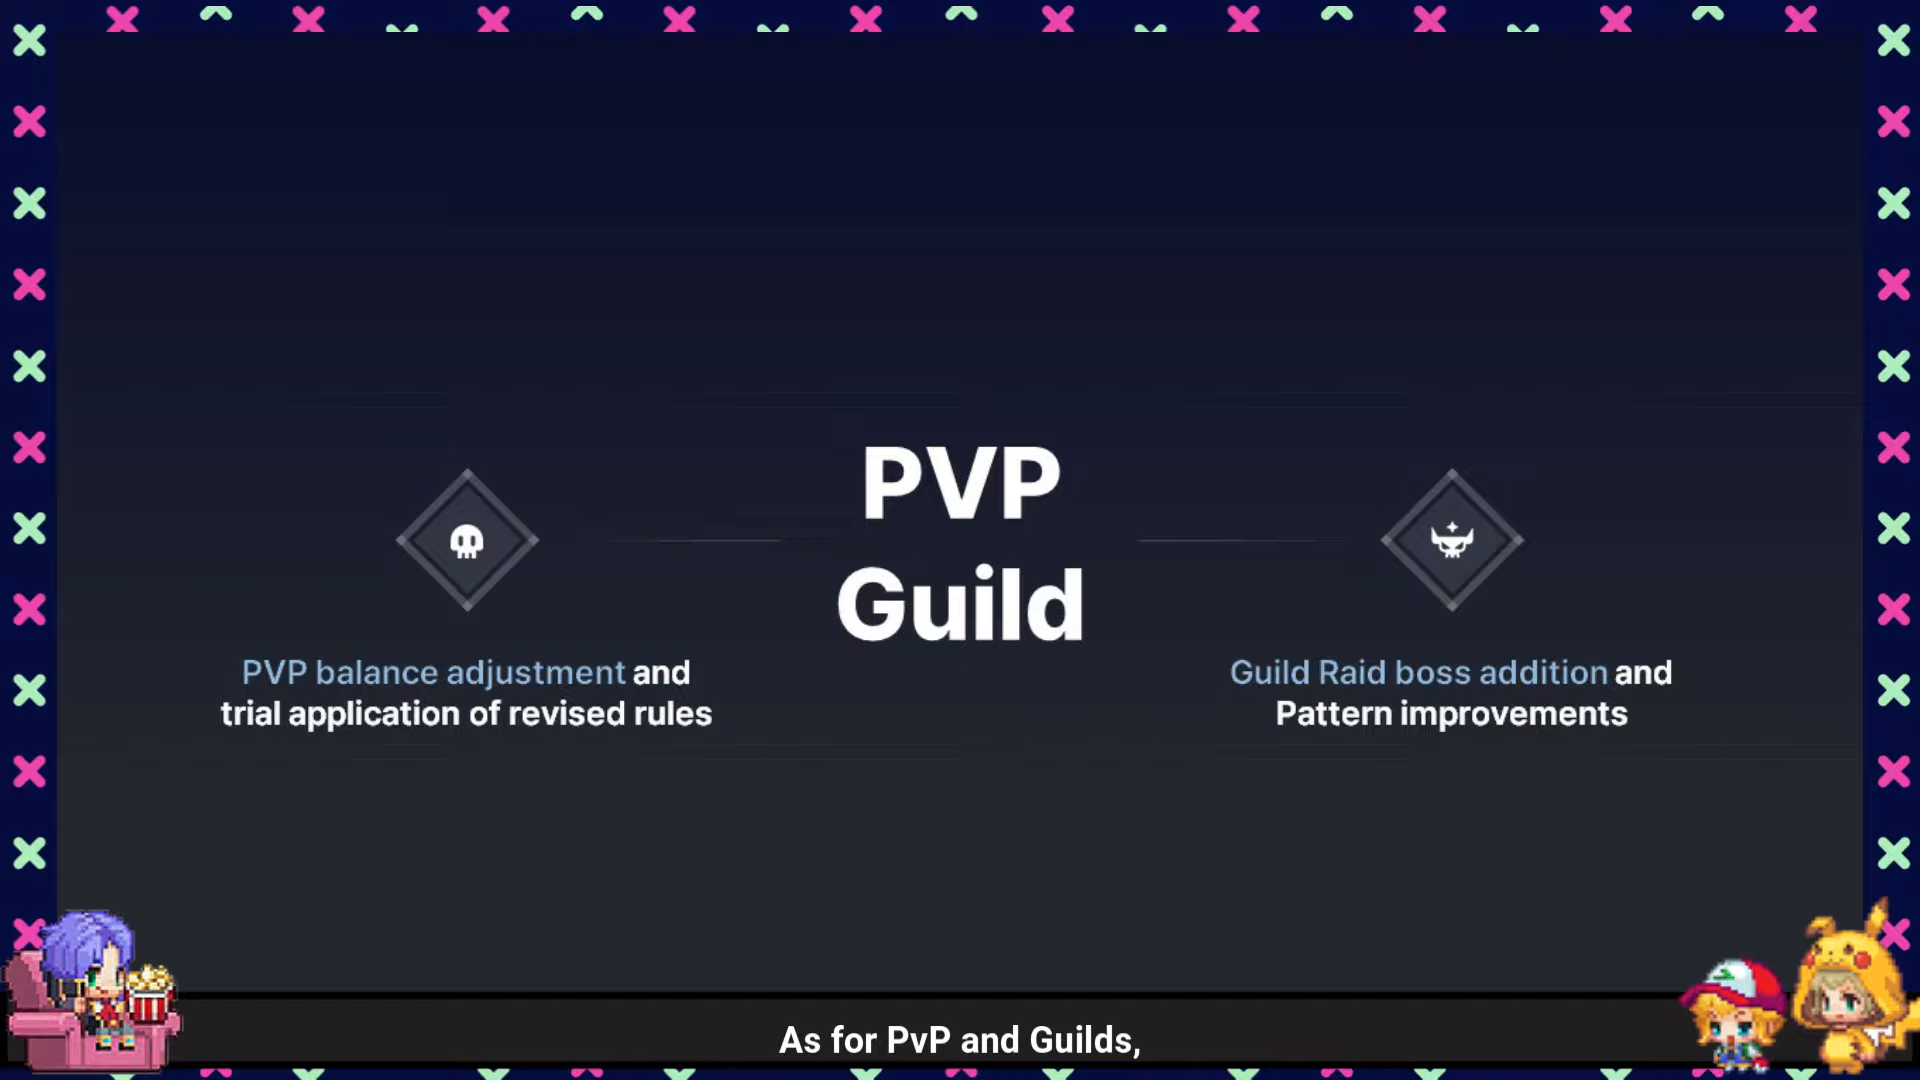 PVP
Guild
PVP balance adjustment and
trial application of revised rules
Guild Raid boss addition and
Pattern improvements
As for PvP and Guilds,